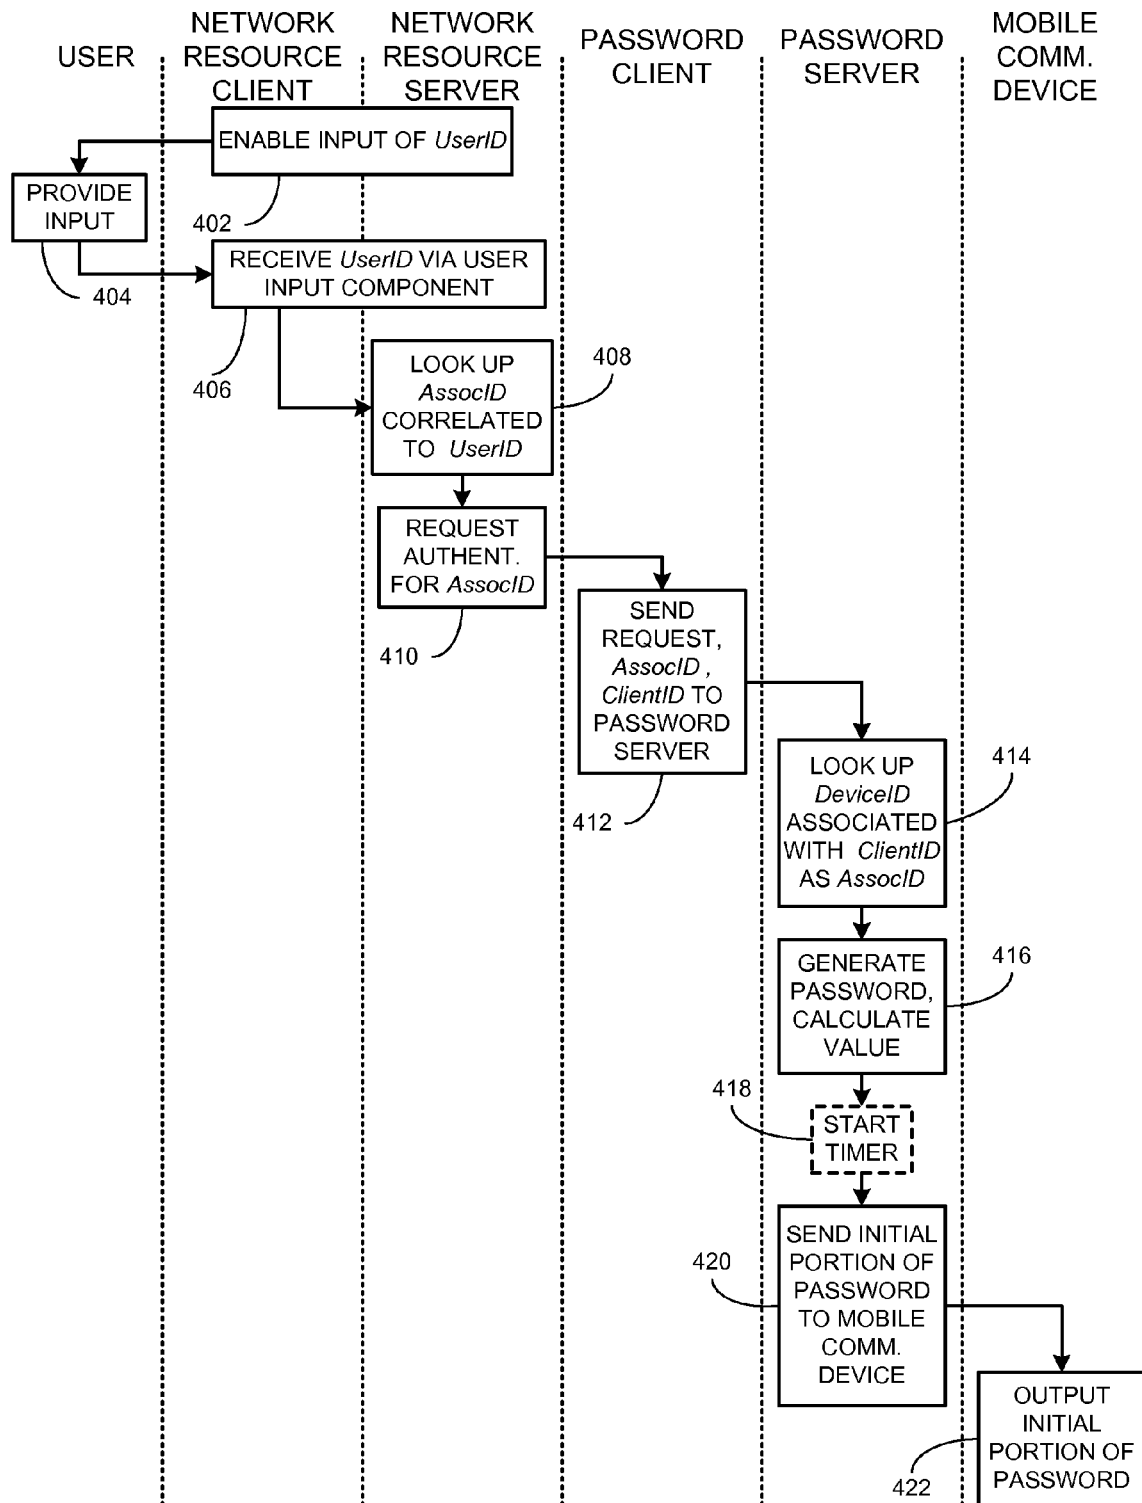 USER
NETWORK
RESOURCE
CLIENT
NETWORK
RESOURCE
SERVER
PASSWORD
CLIENT
PASSWORD
SERVER
MOBILE
COMM.
DEVICE
ENABLE INPUT OF UserID
402
PROVIDE
INPUT
404
RECEIVE UserID VIA USER
INPUT COMPONENT
406
LOOK UP
AssocID
CORRELATED
TO UserID
408
REQUEST
AUTHENT.
FOR AssocID
410
SEND
REQUEST,
AssocID ,
ClientID TO
PASSWORD
SERVER
412
LOOK UP
DeviceID
ASSOCIATED
WITH ClientID
AS AssocID
414
GENERATE
PASSWORD,
CALCULATE
VALUE
416
418
START
TIMER
SEND INITIAL
PORTION OF
PASSWORD
TO MOBILE
COMM.
DEVICE
420
OUTPUT
INITIAL
PORTION OF
PASSWORD
422